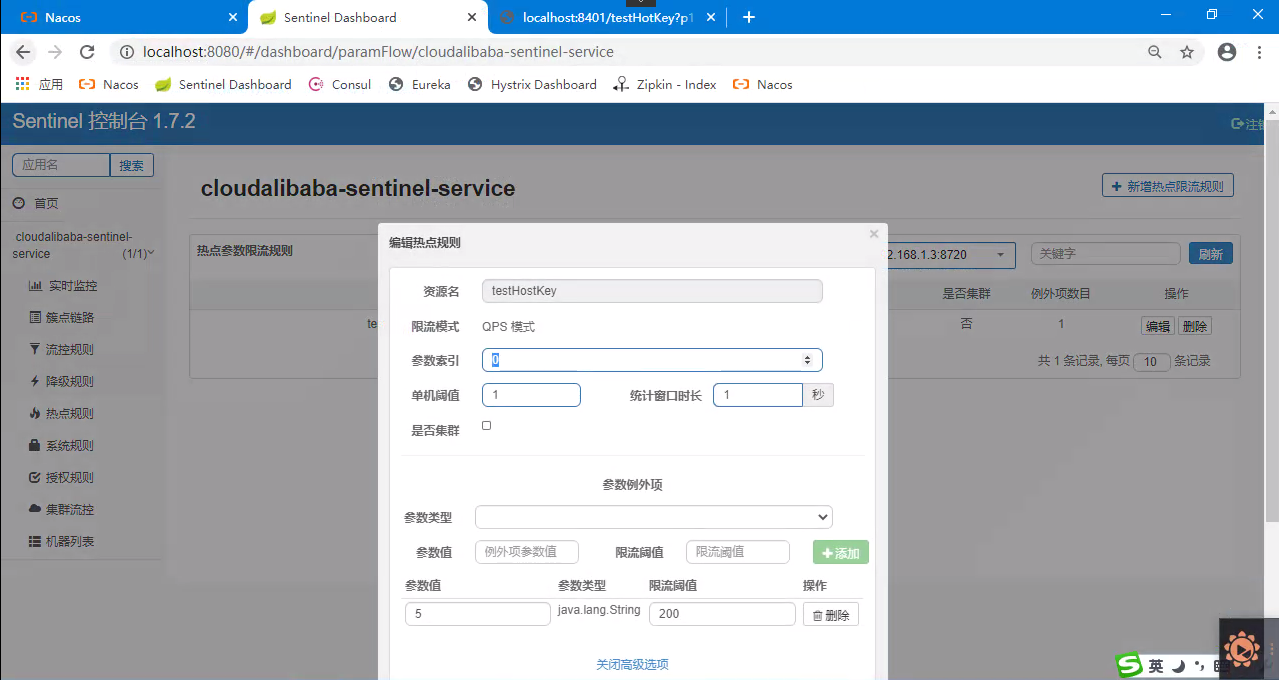 Nacos
Sentinel Dashboard
localhost:8401/testHotKey?p1
localhost:8080/#/dashboard/paramFlow/cloudalibaba-sentinel-service
应用 Nacos Sentinel Dashboard Consul Eureka Hystrix Dashboard Zipkin - Index Nacos
Sentinel 控制台 1.7.2
应用名 搜索
首页
cloudalibaba-sentinel-service (1/1)
实时监控
簇点链路
流控规则
降级规则
热点规则
系统规则
授权规则
集群流控
机器列表
cloudalibaba-sentinel-service
新增热点限流规则
热点参数限流规则
2.168.1.3:8720 关键字 刷新
是否集群 例外项数目 操作
te 否 1 编辑 删除
共 1 条记录, 每页 10 条记录
编辑热点规则
资源名 testHostKey
限流模式 QPS 模式
参数索引 0
单机阈值 1 统计窗口时长 1 秒
是否集群
参数例外项
参数类型
参数值 例外项参数值 限流阈值 限流阈值 添加
参数值 参数类型 限流阈值 操作
5 java.lang.String 200 删除
关闭高级选项
英